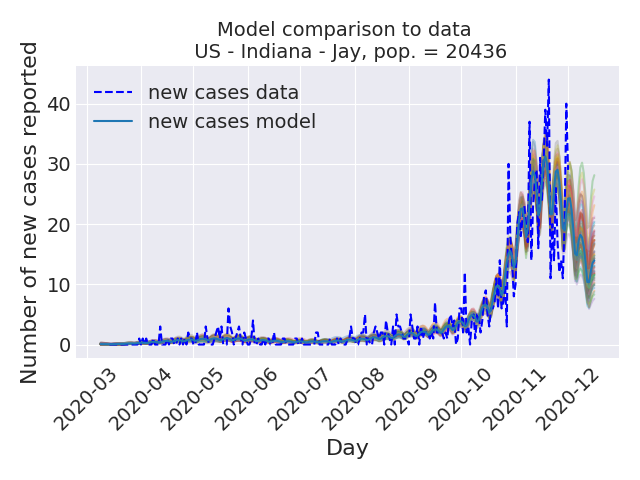 Model comparison to data
US - Indiana - Jay, pop. = 20436
Number of new cases reported
40
30
20
10
0
new cases data
new cases model
2020-03
2020-04
2020-05
2020-06
2020-07
2020-08
2020-09
2020-10
2020-11
2020-12
Day